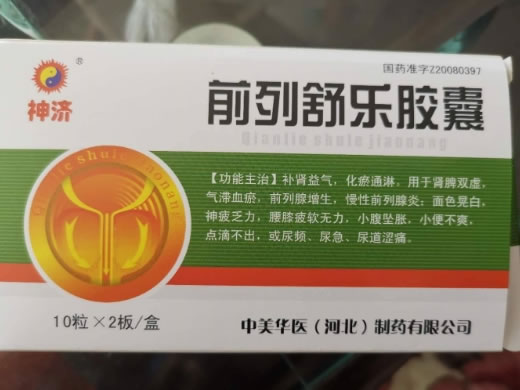 国药准字Z20080397
®
神济
前列舒乐胶囊
Qianlie shule jiaonang
Qianlie shule jiaonang
【功能主治】补肾益气，化瘀通淋，用于肾脾双虚，
气滞血瘀，前列腺增生，慢性前列腺炎；面色晃白，
神疲乏力，腰膝疲软无力，小腹坠胀，小便不爽，
点滴不出，或尿频、尿急、尿道涩痛。
10粒×2板/盒
中美华医（河北）制药有限公司